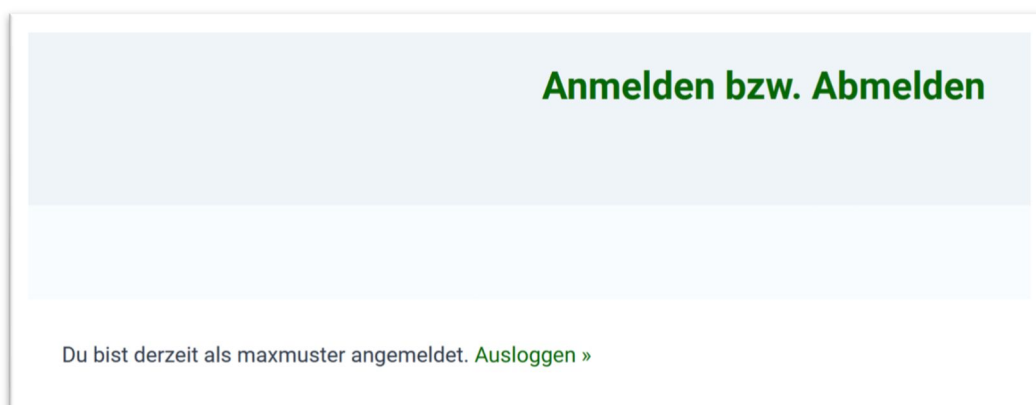 Anmelden bzw. Abmelden
Du bist derzeit als maxmuster angemeldet. Ausloggen »